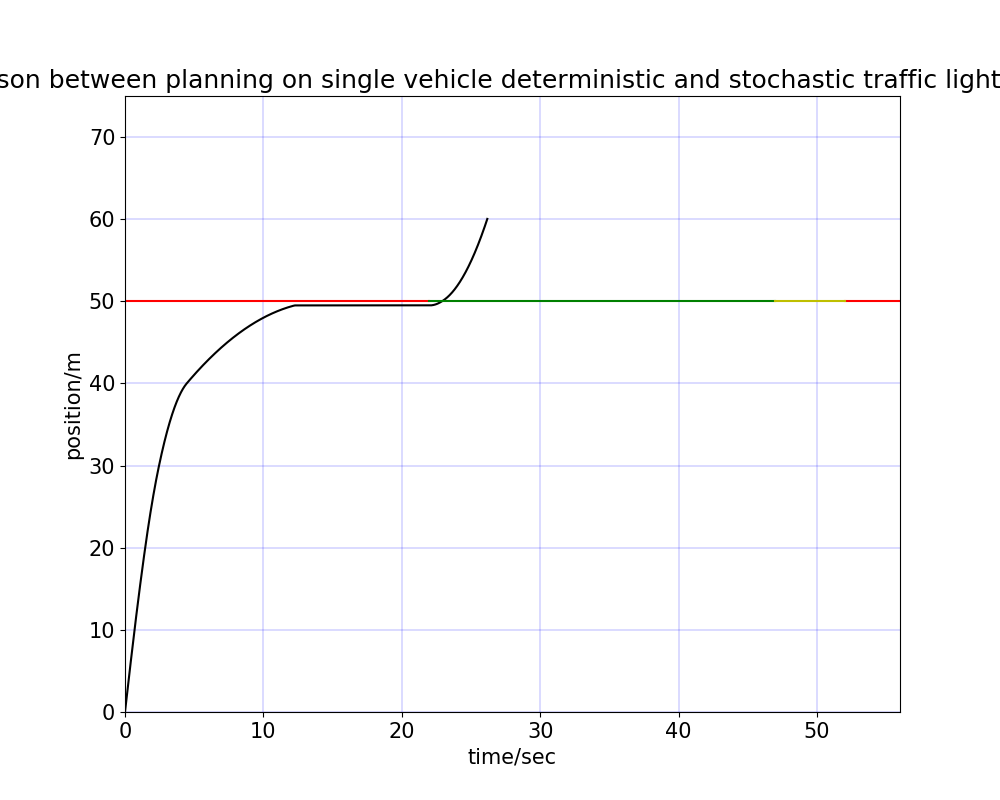 son between planning on single vehicle deterministic and stochastic traffic light
70
60
50
40
30
20
10
0
position/m
0 10 20 30 40 50
time/sec